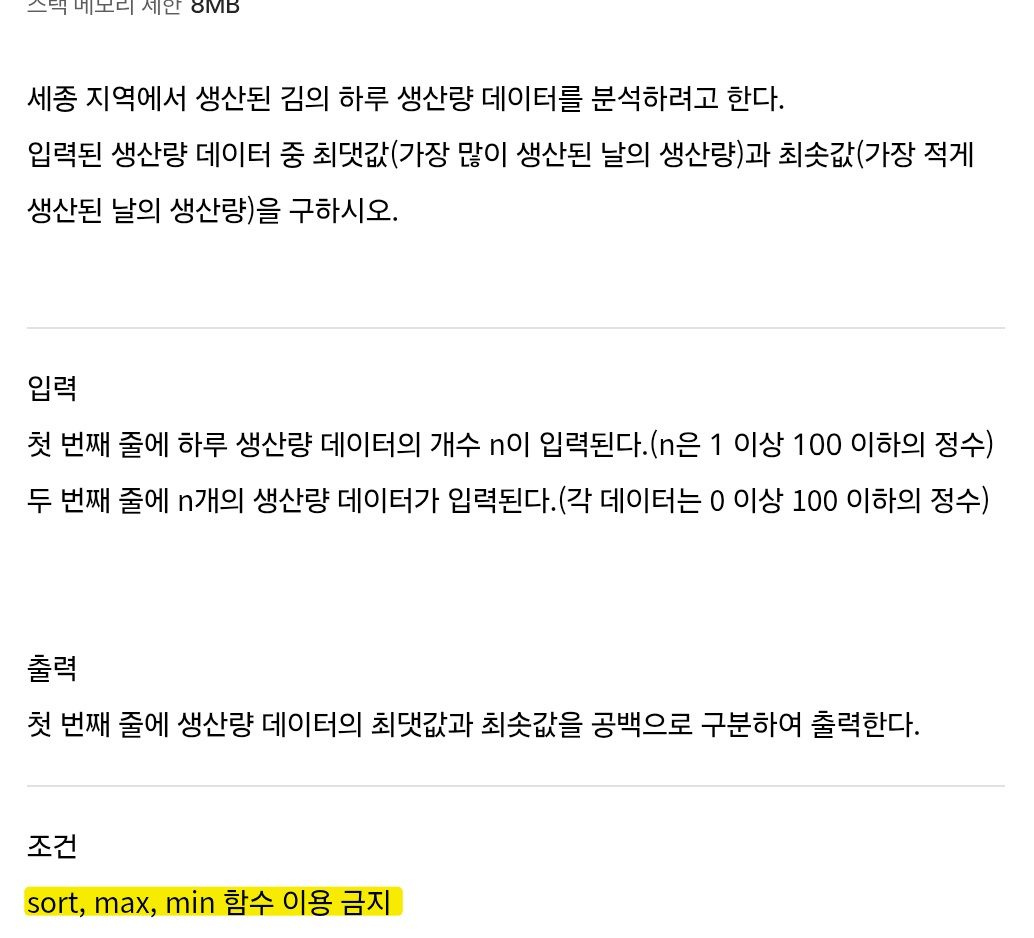 스택 메모리 제한 8MB
세종 지역에서 생산된 김의 하루 생산량 데이터를 분석하려고 한다.
입력된 생산량 데이터 중 최댓값(가장 많이 생산된 날의 생산량)과 최솟값(가장 적게
생산된 날의 생산량)을 구하시오.
입력
첫 번째 줄에 하루 생산량 데이터의 개수 n이 입력된다.(n은 1 이상 100 이하의 정수)
두 번째 줄에 n개의 생산량 데이터가 입력된다.(각 데이터는 0 이상 100 이하의 정수)
출력
첫 번째 줄에 생산량 데이터의 최댓값과 최솟값을 공백으로 구분하여 출력한다.
조건
sort, max, min 함수 이용 금지